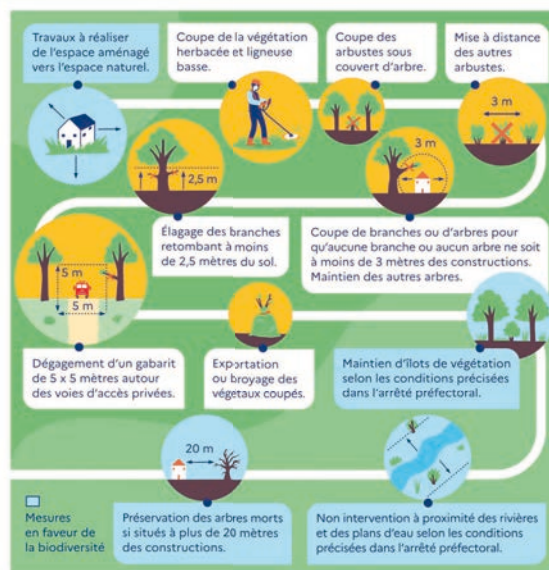 Travaux à réaliser
de l'espace aménagé
vers l'espace naturel.
Coupe de la végétation
herbacée et ligneuse
basse.
Coupe des
arbustes sous
couvert d'arbre.
Mise à distance
des autres
arbustes.
3 m
2,5 m
3 m
Élagage des branches
retombant à moins
de 2,5 mètres du sol.
Coupe de branches ou d'arbres pour
qu'aucune branche ou aucun arbre ne soit
à moins de 3 mètres des constructions.
Maintien des autres arbres.
5 m
5 m
Dégagement d'un gabarit
de 5 x 5 mètres autour
des voies d'accès privées.
Exportation
ou broyage des
végetaux coupés.
Maintien d'îlots de végétation
selon les conditions précisées
dans l'arrêté préfectoral.
20 m
Mesures
en faveur de
la biodiversité
Préservation des arbres morts
si situés à plus de 20 mètres
des constructions.
Non intervention à proximité des rivières
et des plans d'eau selon les conditions
précisées dans l'arrêté préfectoral.